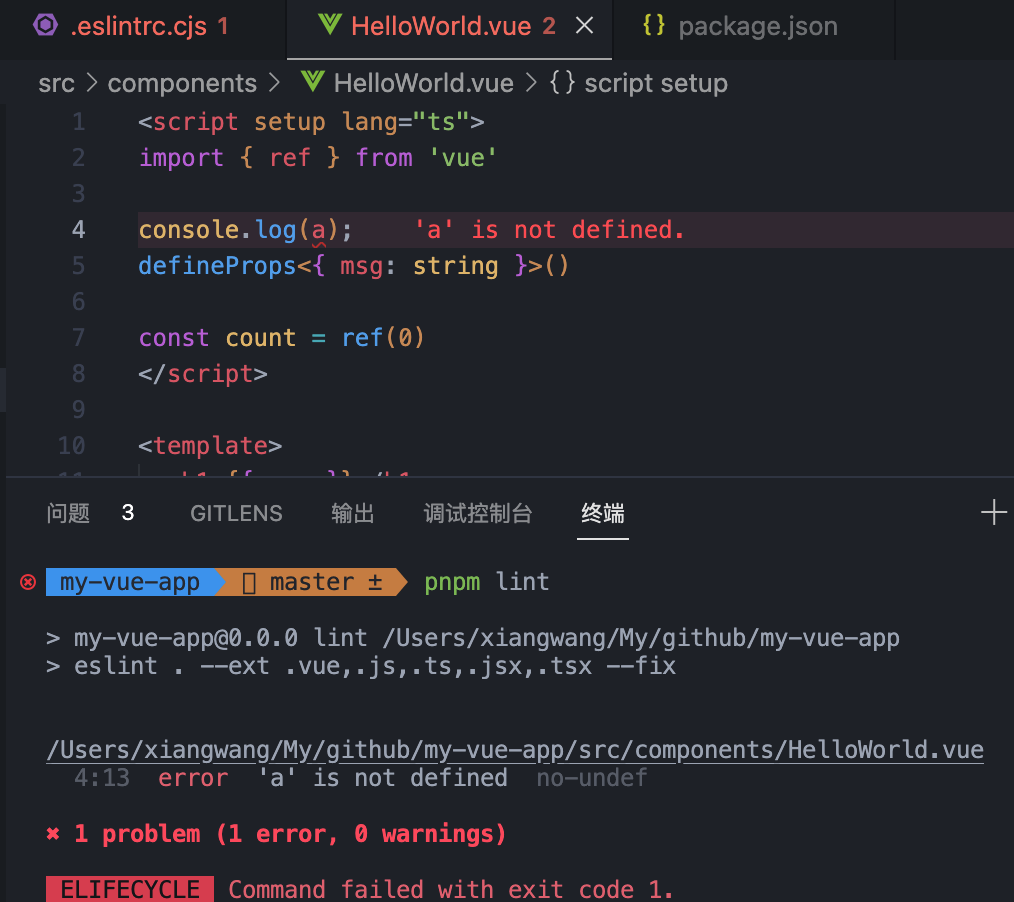 .eslintrc.cjs 1 HelloWorld.vue 2 package.json
src > components > HelloWorld.vue > {} script setup
1 <script setup lang="ts">
2 import { ref } from 'vue'
3
4 console.log(a); 'a' is not defined.
5 defineProps<{ msg: string }>()
6
7 const count = ref(0)
8 </script>
9
10 <template>
问题 3 GITLENS 输出 调试控制台 终端
my-vue-app master ± pnpm lint
> my-vue-app@0.0.0 lint /Users/xiangwang/My/github/my-vue-app
> eslint . --ext .vue,.js,.ts,.jsx,.tsx --fix
/Users/xiangwang/My/github/my-vue-app/src/components/HelloWorld.vue
4:13 error 'a' is not defined no-undef
✖ 1 problem (1 error, 0 warnings)
ELIFECYCLE Command failed with exit code 1.